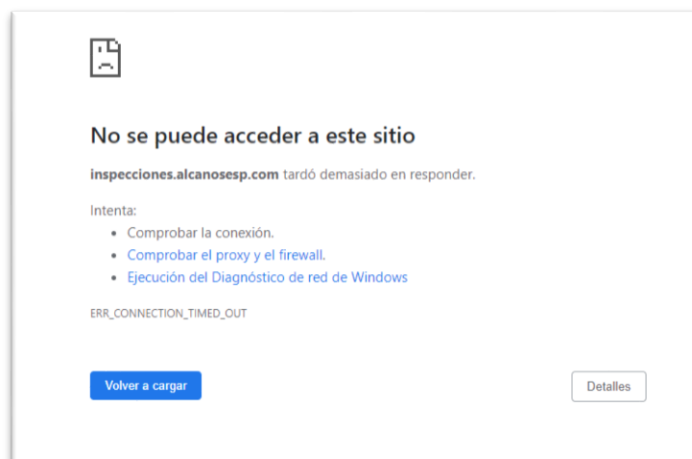 No se puede acceder a este sitio
inspecciones.alcanosesp.com tardó demasiado en responder.
Intenta:
• Comprobar la conexión.
• Comprobar el proxy y el firewall.
• Ejecución del Diagnóstico de red de Windows
ERR_CONNECTION_TIMED_OUT
Volver a cargar
Detalles